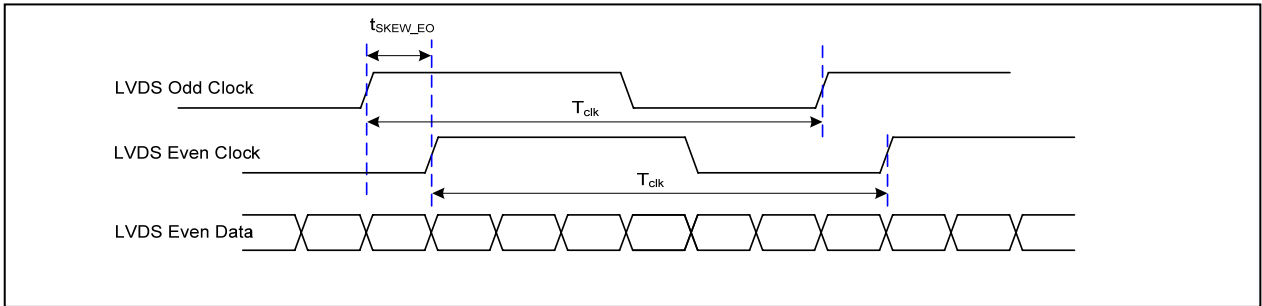 tSKEW_EO
LVDS Odd Clock
Tclk
LVDS Even Clock
Tclk
LVDS Even Data